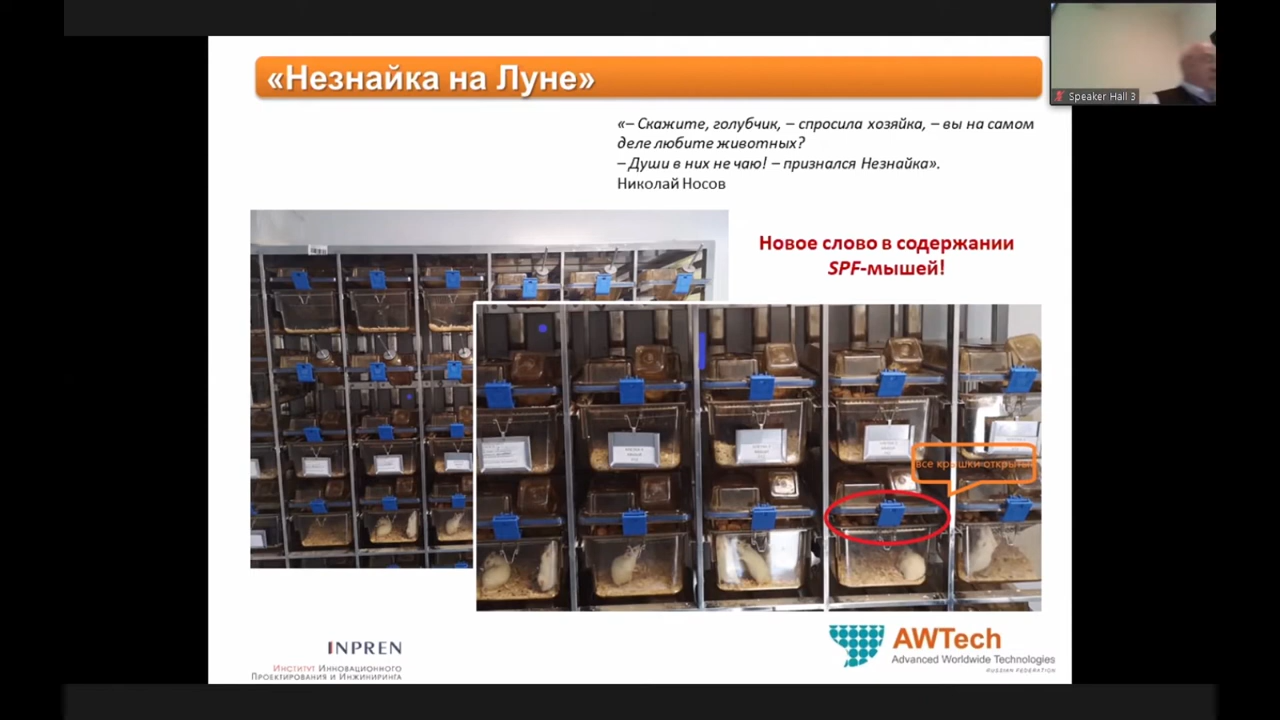 «Незнайка на Луне»
Speaker Hall 3
«– Скажите, голубчик, – спросила хозяйка, – вы на самом
деле любите животных?
– Души в них не чаю! – признался Незнайка».
Николай Носов
Новое слово в содержании
SPF-мышей!
все крышки открыты
INPREN
Институт Инновационного
Проектирования и Инжиниринга
AWTech
Advanced Worldwide Technologies
RUSSIAN FEDERATION